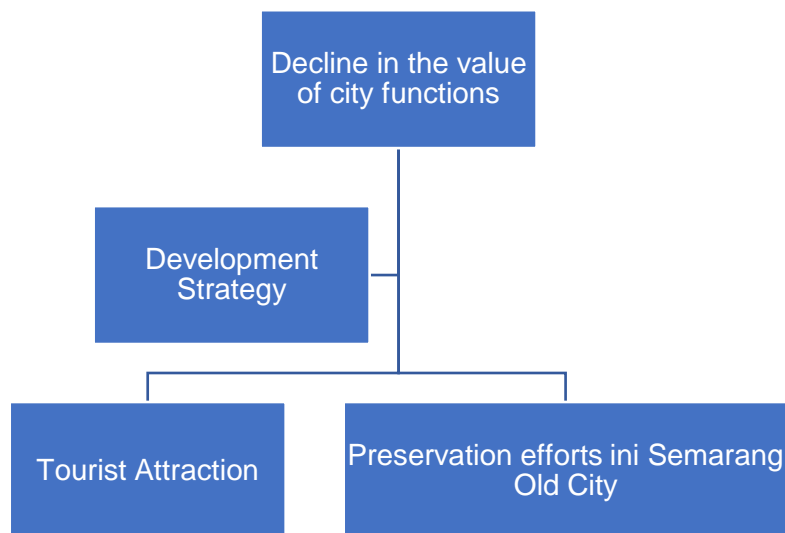 Decline in the value
of city functions
Development
Strategy
Tourist Attraction
Preservation efforts ini Semarang
Old City